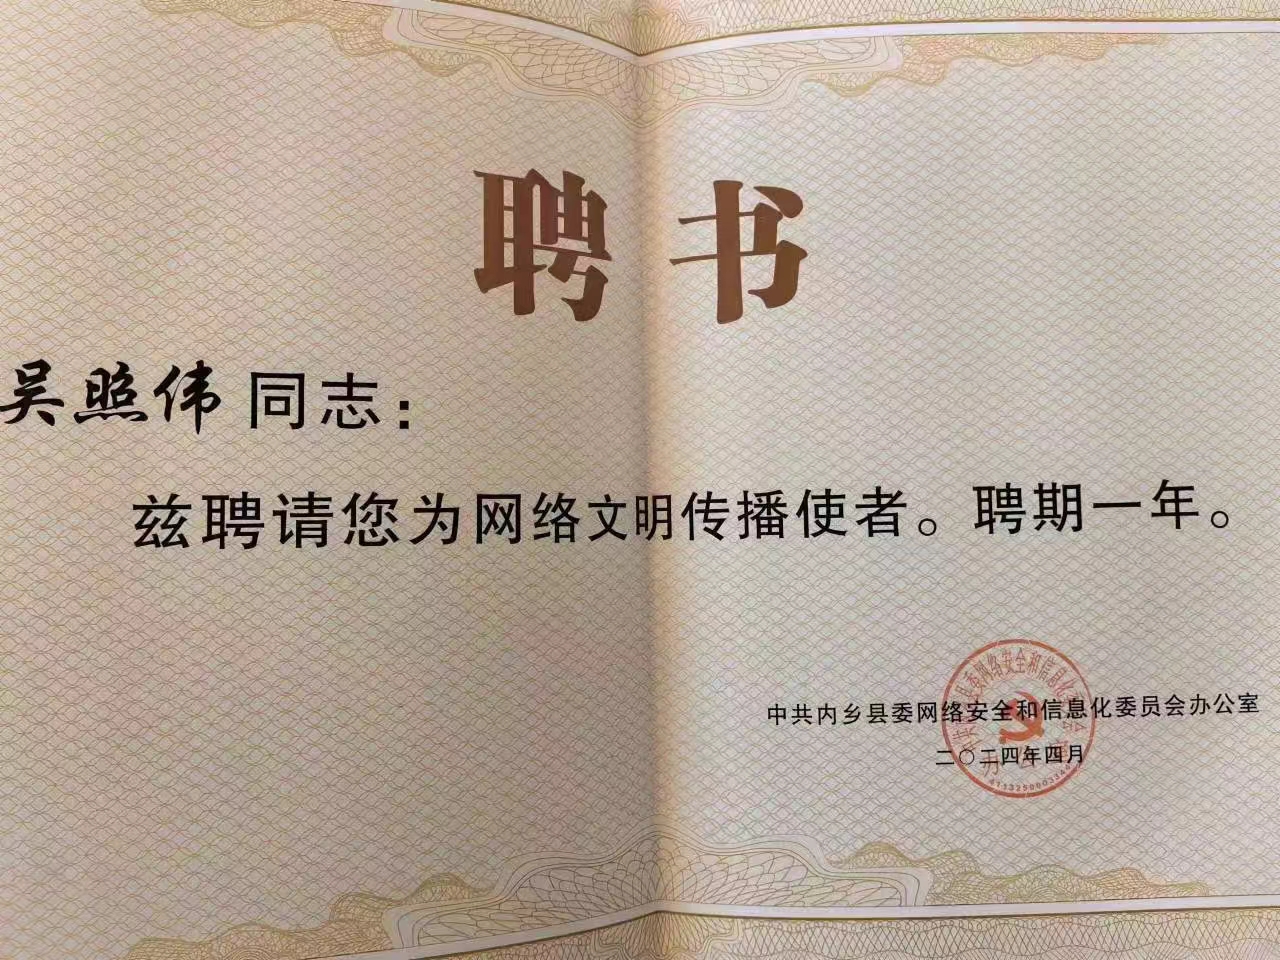 聘书
吴照伟同志：
兹聘请您为网络文明传播使者。聘期一年。
中共内乡县委网络安全和信息化委员会办公室
二〇二四年四月